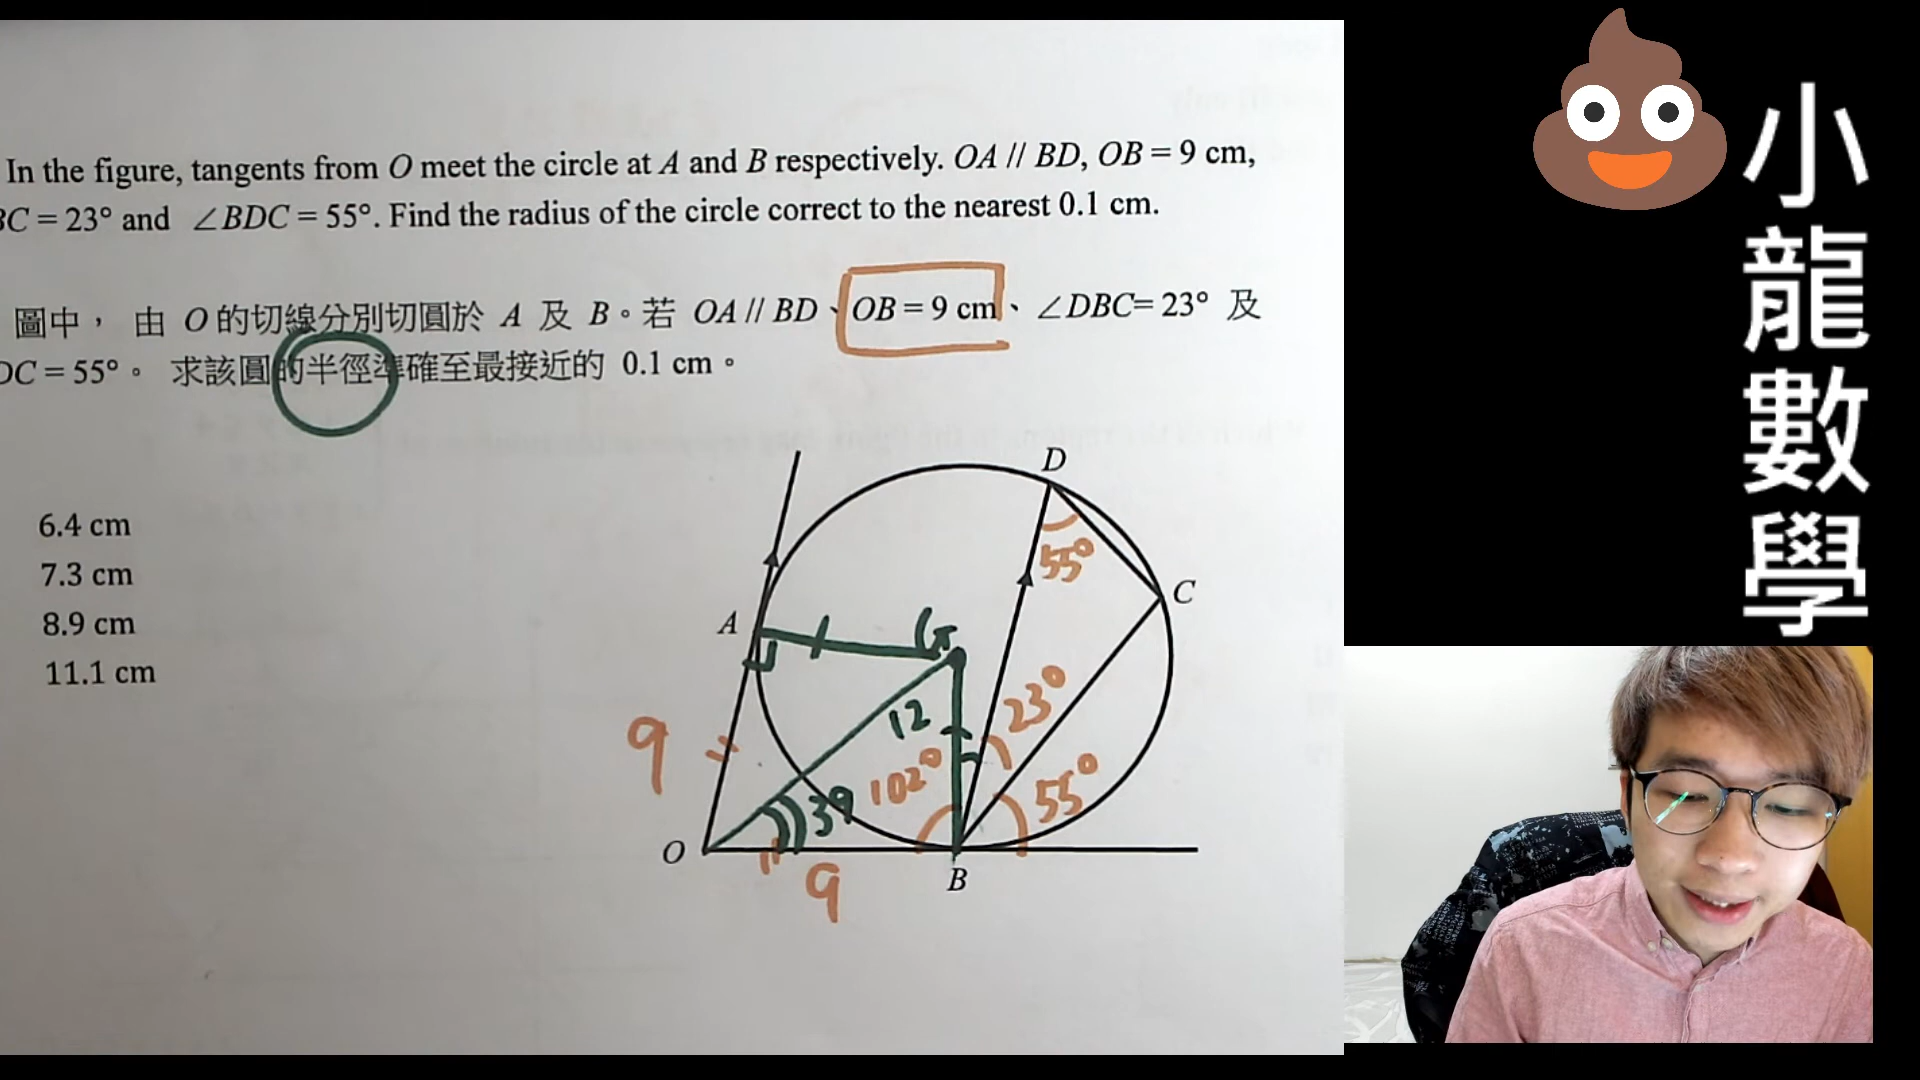 In the figure, tangents from O meet the circle at A and B respectively. OA // BD, OB = 9 cm,
BC = 23° and ∠BDC = 55°. Find the radius of the circle correct to the nearest 0.1 cm.
圖中， 由 O 的切線分別切圓於 A 及 B。若 OA // BD、OB = 9 cm、∠DBC= 23° 及
DC = 55°。 求該圓的半徑準確至最接近的 0.1 cm。
6.4 cm
7.3 cm
8.9 cm
11.1 cm
D
55°
C
A
G
23°
12
9
102°
55°
39
O
9
B
小龍數學